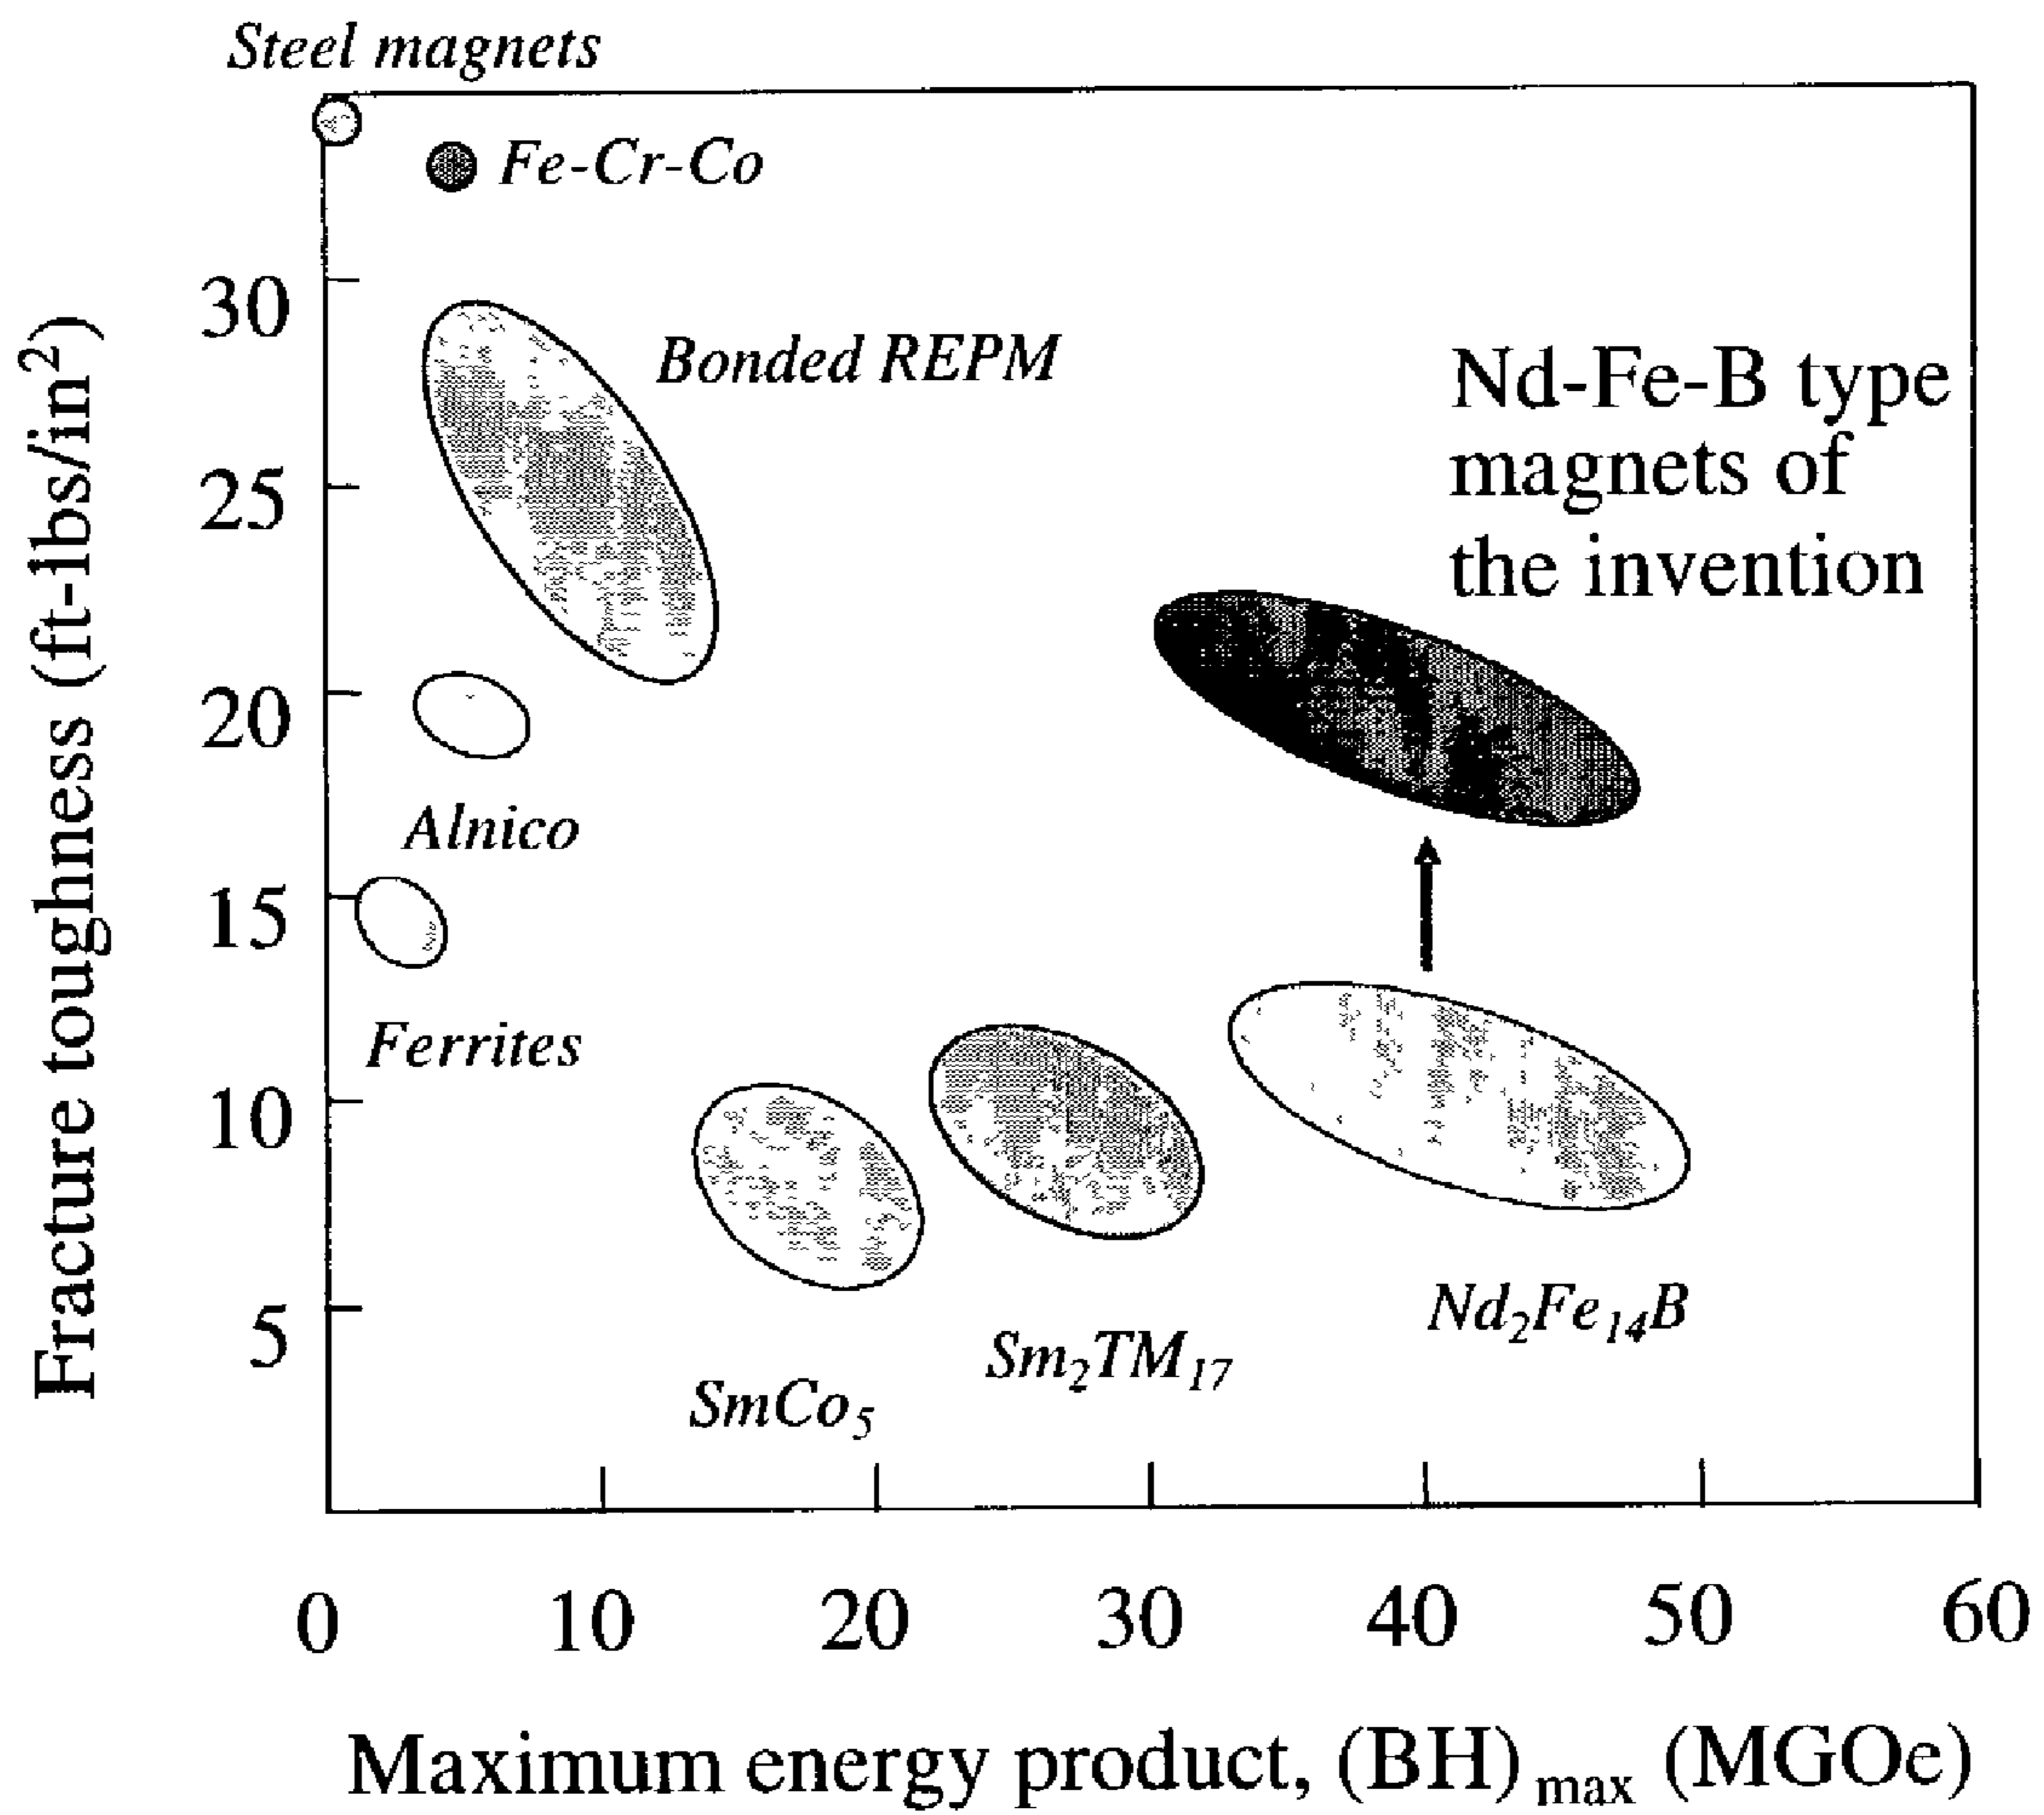 Steel magnets
Fe-Cr-Co
30
Bonded REPM
Nd-Fe-B type
magnets of
the invention
25
20
Alnico
15
Ferrites
10
5
Nd₂Fe₁₄B
Sm₂TM₁₇
SmCo₅
Fracture toughness (ft-lbs/in²)
0 10 20 30 40 50 60
Maximum energy product, (BH)max (MGOe)